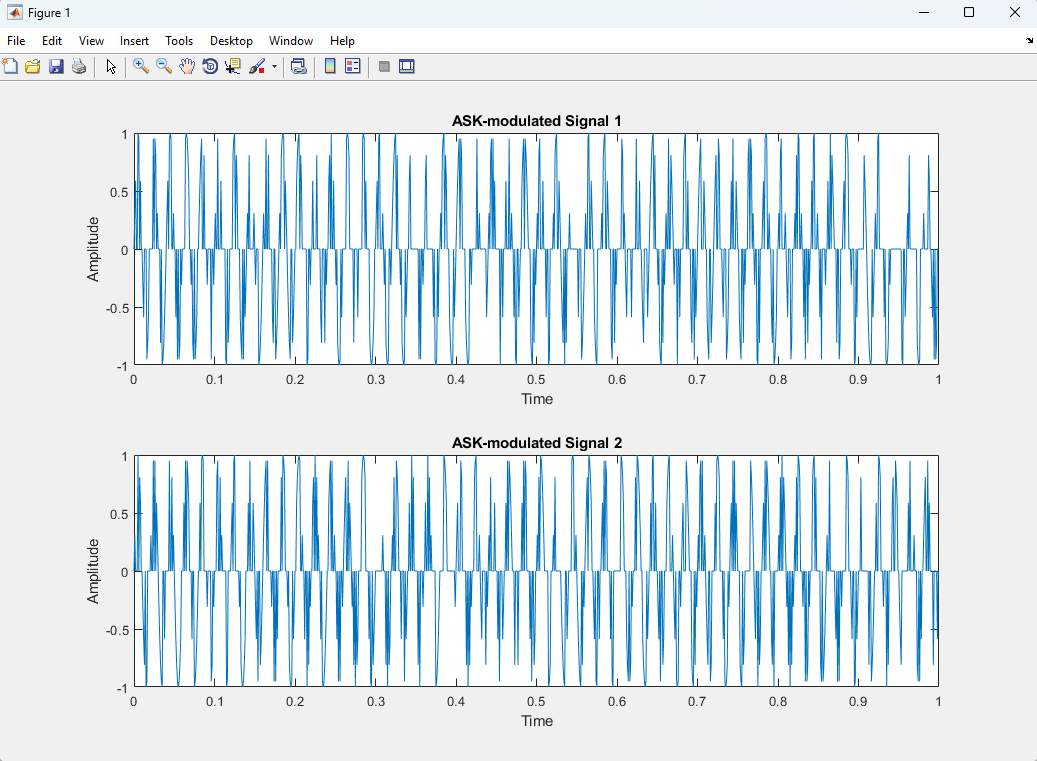 Figure 1
File Edit View Insert Tools Desktop Window Help
ASK-modulated Signal 1
1
0.5
0
-0.5
-1
Amplitude
0 0.1 0.2 0.3 0.4 0.5 0.6 0.7 0.8 0.9 1
Time
ASK-modulated Signal 2
1
0.5
0
-0.5
-1
Amplitude
0 0.1 0.2 0.3 0.4 0.5 0.6 0.7 0.8 0.9 1
Time